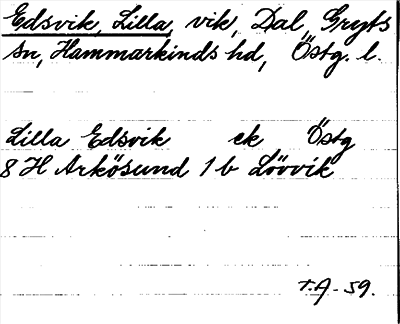 Edsvik, Lilla, vik, Dal, Gryts
sn, Hammarkinds hd, Östg. l.
Lilla Edsvik ek Östg
8 H Arkösund 1 b Lövvik
T.A. - 59.